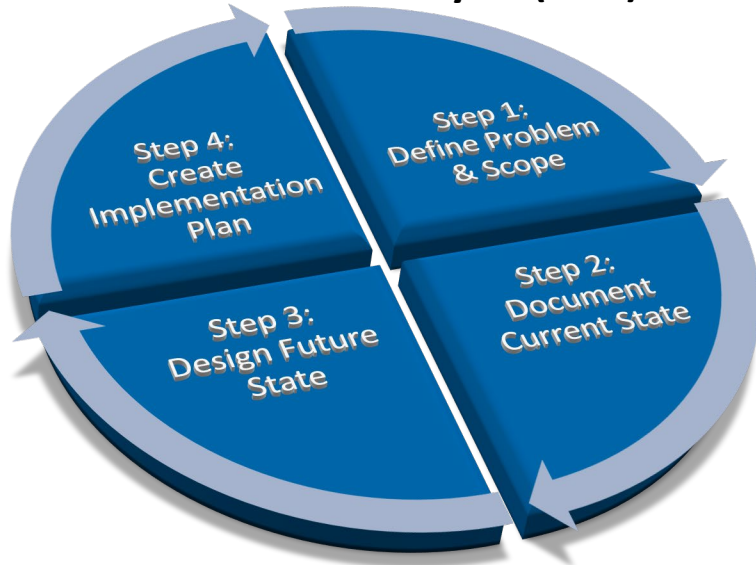 Step 1:
Define Problem
& Scope
Step 2:
Document
Current State
Step 3:
Design Future
State
Step 4:
Create
Implementation
Plan